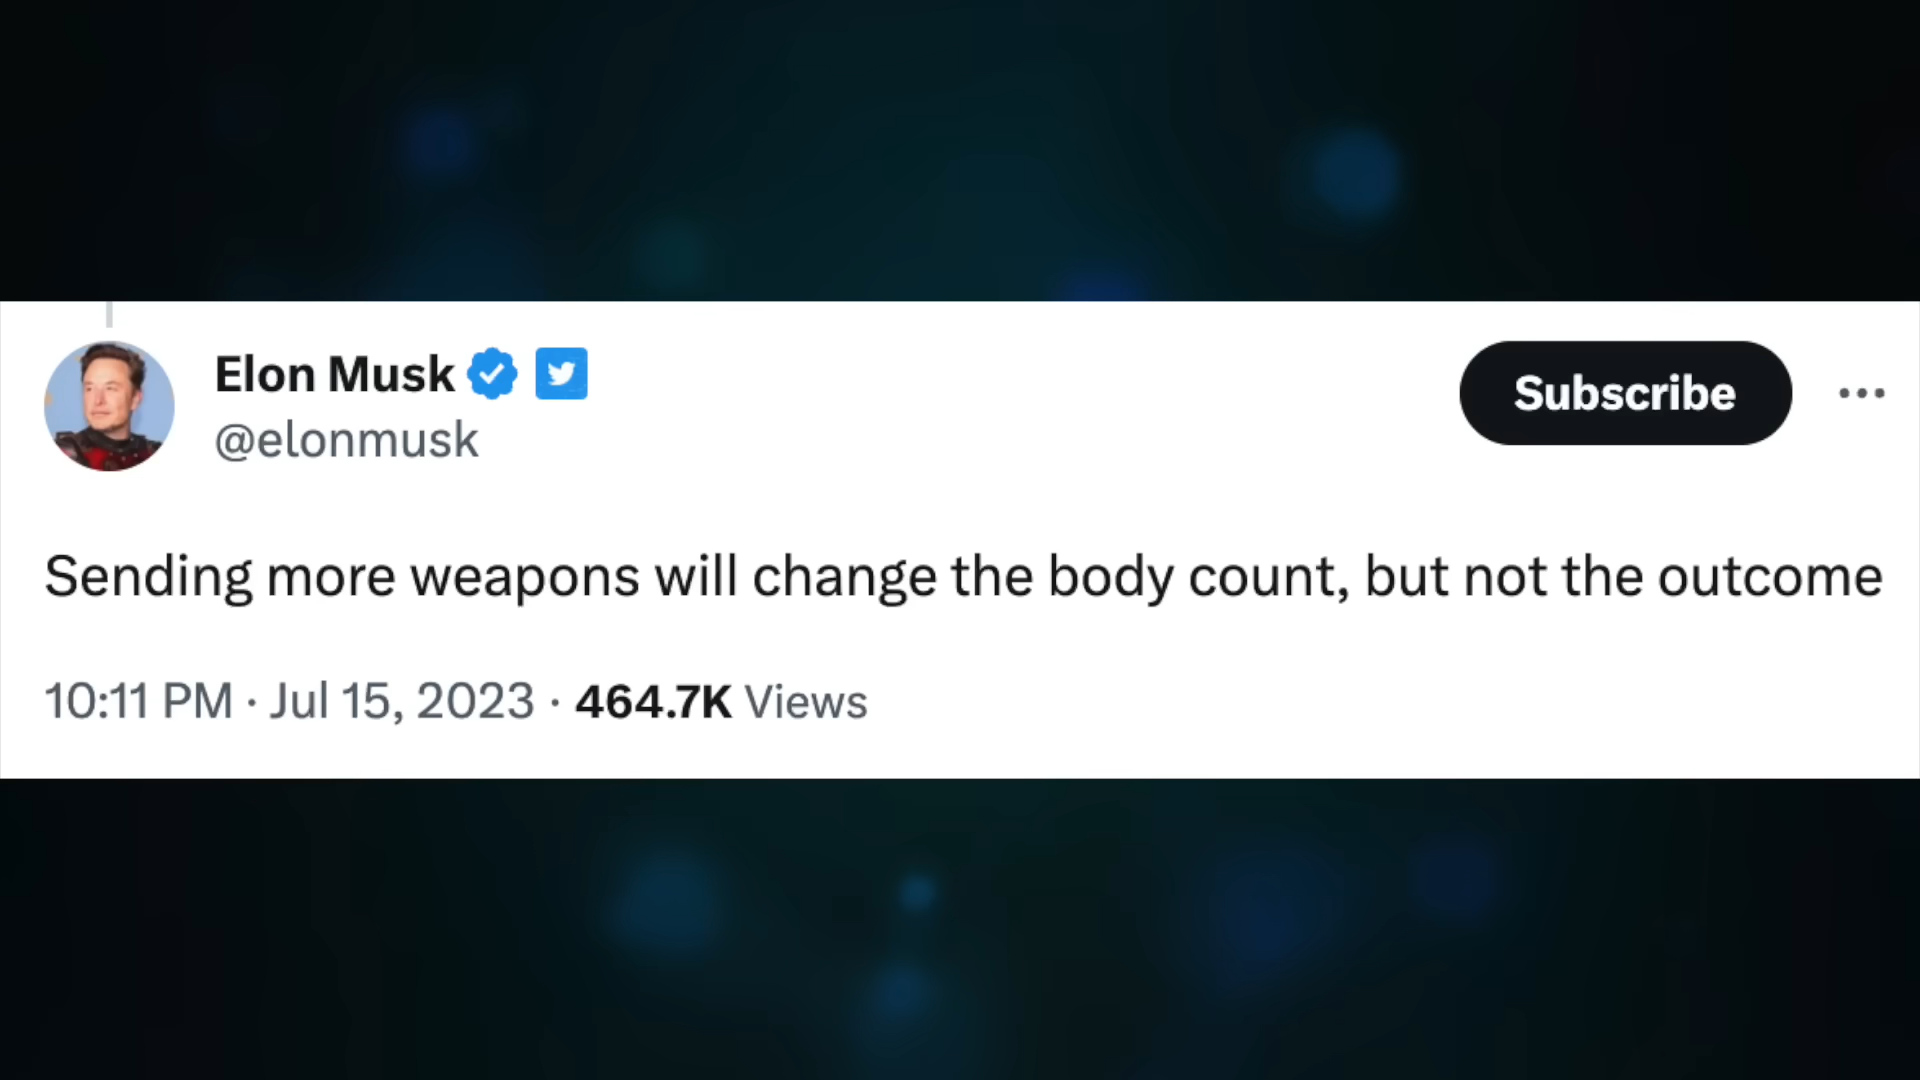 Elon Musk
@elonmusk
Subscribe
Sending more weapons will change the body count, but not the outcome
10:11 PM · Jul 15, 2023 · 464.7K Views